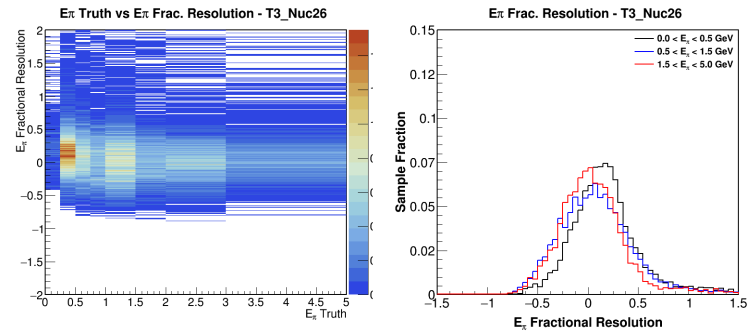 Eπ Truth vs Eπ Frac. Resolution - T3_Nuc26
Eπ Fractional Resolution
2
1.5
1
0.5
0
−0.5
−1
−1.5
−2
0 0.5 1 1.5 2 2.5 3 3.5 4 4.5 5
Eπ Truth
Eπ Frac. Resolution - T3_Nuc26
Sample Fraction
0.15
0.12
0.10
0.07
0.05
0.02
0
0.0 < Eπ < 0.5 GeV
0.5 < Eπ < 1.5 GeV
1.5 < Eπ < 5.0 GeV
−1.5 −1 −0.5 0 0.5 1 1.5
Eπ Fractional Resolution